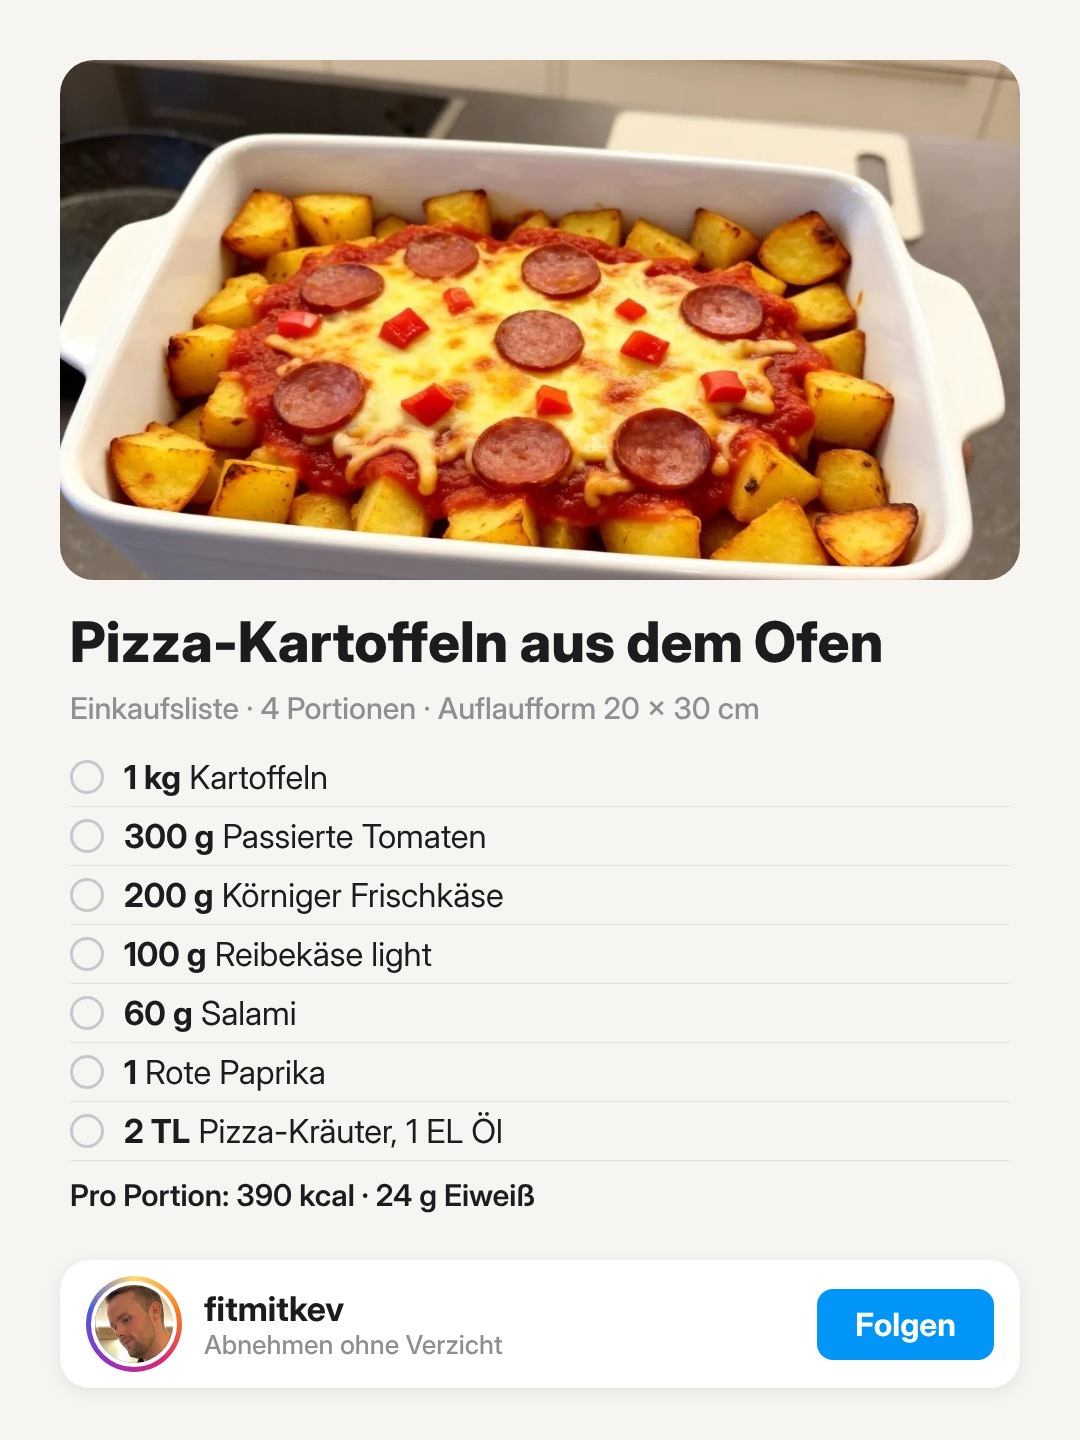 Pizza-Kartoffeln aus dem Ofen
Einkaufsliste · 4 Portionen · Auflaufform 20 × 30 cm
1 kg Kartoffeln
300 g Passierte Tomaten
200 g Körniger Frischkäse
100 g Reibekäse light
60 g Salami
1 Rote Paprika
2 TL Pizza-Kräuter, 1 EL Öl
Pro Portion: 390 kcal · 24 g Eiweiß
fitmitkev
Abnehmen ohne Verzicht
Folgen